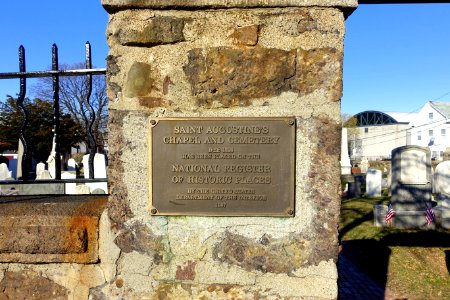 SAINT AUGUSTINE'S
CHAPEL AND CEMETERY
HAS BEEN PLACED ON THE
NATIONAL REGISTER
OF HISTORIC PLACES
BY THE UNITED STATES
DEPARTMENT OF THE INTERIOR